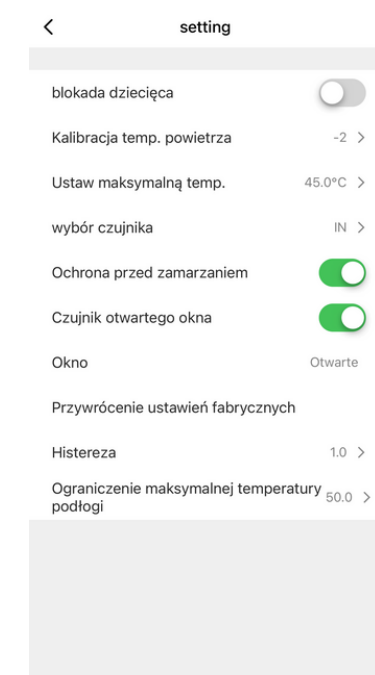 setting
blokada dziecięca
Kalibracja temp. powietrza -2
Ustaw maksymalną temp. 45.0°C
wybór czujnika IN
Ochrona przed zamarzaniem
Czujnik otwartego okna
Okno Otwarte
Przywrócenie ustawień fabrycznych
Histereza 1.0
Ograniczenie maksymalnej temperatury 50.0
podłogi